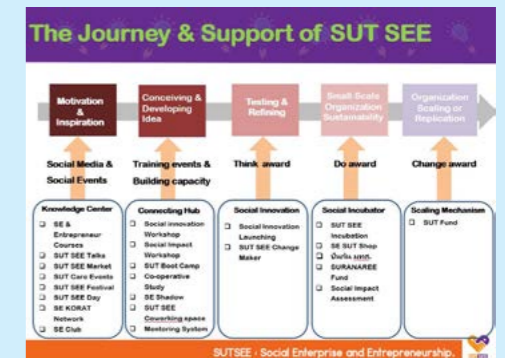 The Journey & Support of SUT SEE
Motivation
&
Inspiration
Conceiving &
Developing
Idea
Testing &
Refining
Small Scale
Organization
Sustainability
Organization
Scaling or
Replication
Social Media &
Social Events
Training events &
Building capacity
Think award
Do award
Change award
Knowledge Center
SE &
Entrepreneur
Courses
SUT SEE Talks
SUT SEE Market
SUT Care Events
SUT SEE Festival
SUT SEE Day
SE KORAT
Network
SE Club
Connecting Hub
Social innovation
Workshop
Social Impact
Workshop
SUT Boot Camp
Co-operative
Study
SE Shadow
SUT SEE
Coworking space
Mentoring System
Social Innovation
Social Innovation
Launching
SUT SEE Change
Maker
Social Incubator
SUT SEE
Incubation
SE SUT Shop
SURANAREE
Fund
Social Impact
Assessment
Scaling Mechanism
SUT Fund
SUTSEE - Social Enterprise and Entrepreneurship.